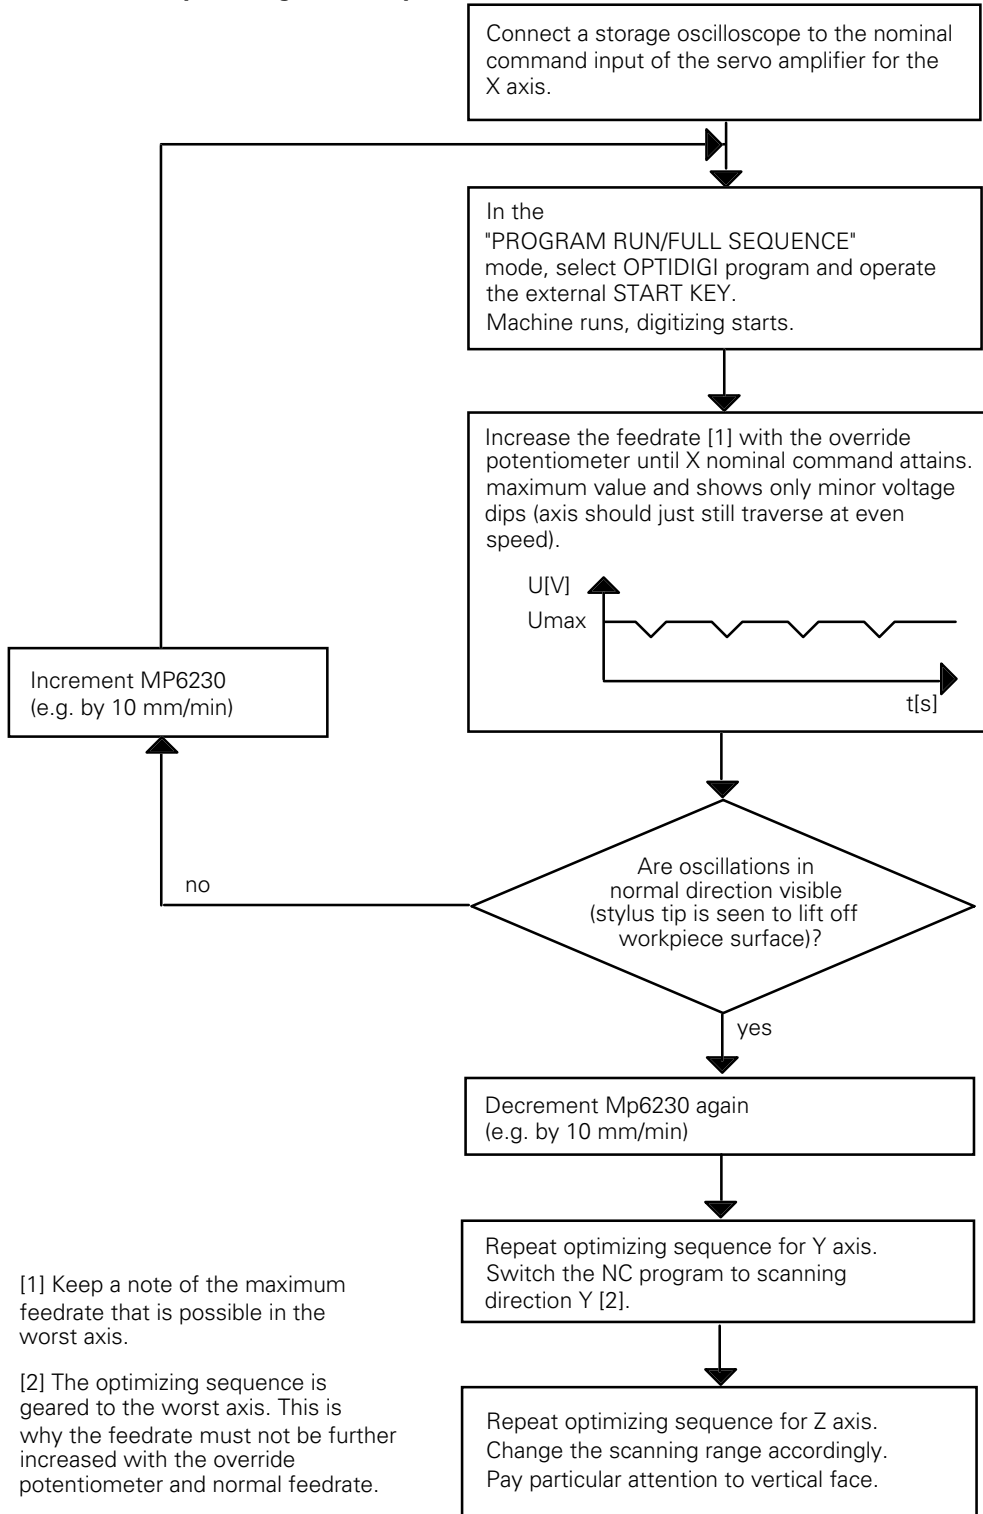 Connect a storage oscilloscope to the nominal
command input of the servo amplifier for the
X axis.
In the
"PROGRAM RUN/FULL SEQUENCE"
mode, select OPTIDIGI program and operate
the external START KEY.
Machine runs, digitizing starts.
Increase the feedrate [1] with the override
potentiometer until X nominal command attains.
maximum value and shows only minor voltage
dips (axis should just still traverse at even
speed).
U[V]
Umax
t[s]
Increment MP6230
(e.g. by 10 mm/min)
Are oscillations in
normal direction visible
(stylus tip is seen to lift off
workpiece surface)?
no
yes
Decrement Mp6230 again
(e.g. by 10 mm/min)
Repeat optimizing sequence for Y axis.
Switch the NC program to scanning
direction Y [2].
Repeat optimizing sequence for Z axis.
Change the scanning range accordingly.
Pay particular attention to vertical face.
[1] Keep a note of the maximum
feedrate that is possible in the
worst axis.
[2] The optimizing sequence is
geared to the worst axis. This is
why the feedrate must not be further
increased with the override
potentiometer and normal feedrate.